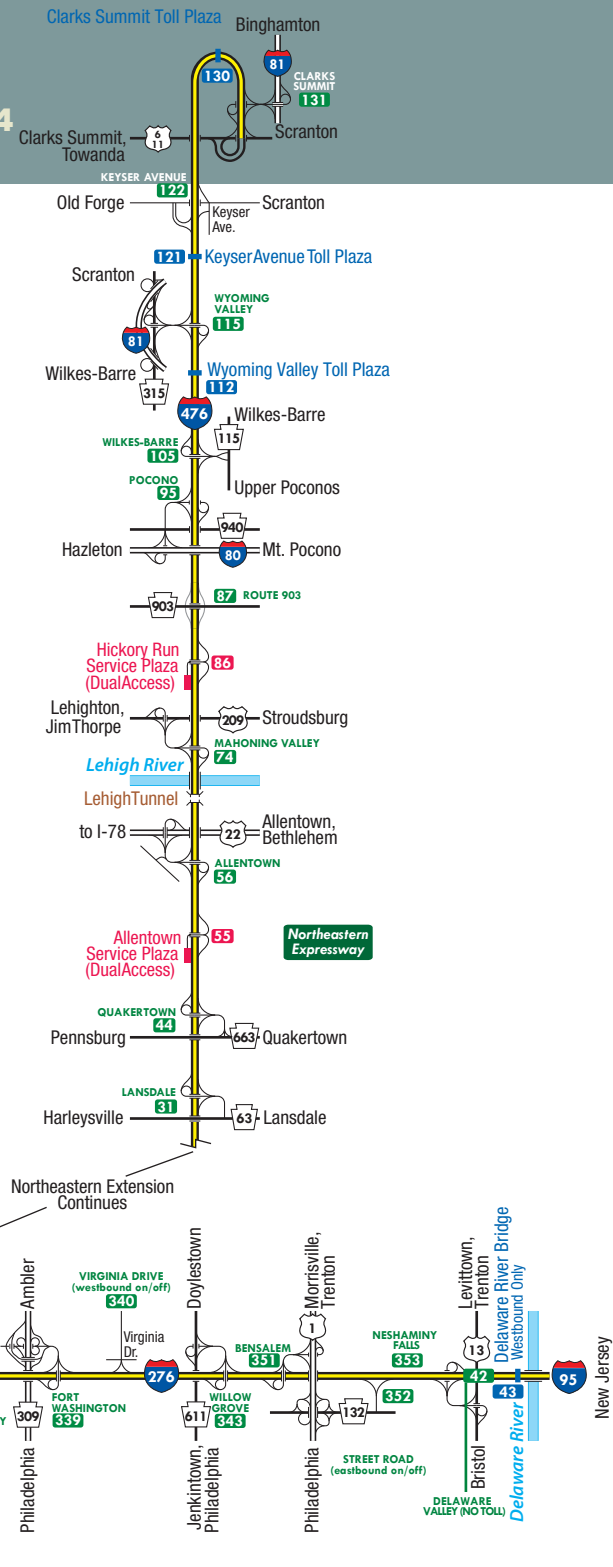 Clarks Summit Toll Plaza
Binghamton
130
81
CLARKS
SUMMIT
131
4
Clarks Summit,
Towanda
6
11
Scranton
KEYSER AVENUE
122
Old Forge
Scranton
Keyser
Ave.
121
KeyserAvenue Toll Plaza
Scranton
WYOMING
VALLEY
115
81
Wilkes-Barre
315
Wyoming Valley Toll Plaza
112
476
Wilkes-Barre
115
WILKES-BARRE
105
POCONO
95
Upper Poconos
940
Hazleton
80
Mt. Pocono
87 ROUTE 903
903
Hickory Run
Service Plaza
(DualAccess)
86
Lehighton,
JimThorpe
209
Stroudsburg
MAHONING VALLEY
74
Lehigh River
LehighTunnel
to I-78
22
Allentown,
Bethlehem
ALLENTOWN
56
Allentown
Service Plaza
(DualAccess)
55
Northeastern
Expressway
QUAKERTOWN
44
Pennsburg
663
Quakertown
LANSDALE
31
Harleysville
63
Lansdale
Northeastern Extension
Continues
Ambler
VIRGINIA DRIVE
(westbound on/off)
340
Virginia
Dr.
Doylestown
Morrisville,
Trenton
1
Levittown,
Trenton
13
Delaware River Bridge
Westbound Only
276
BENSALEM
351
NESHAMINY
FALLS
353
42
43
95
New Jersey
Y
309
FORT
WASHINGTON
339
611
WILLOW
GROVE
343
132
352
STREET ROAD
(eastbound on/off)
Philadelphia
Jenkintown,
Philadelphia
Philadelphia
Bristol
DELAWARE
VALLEY (NO TOLL)
Delaware River